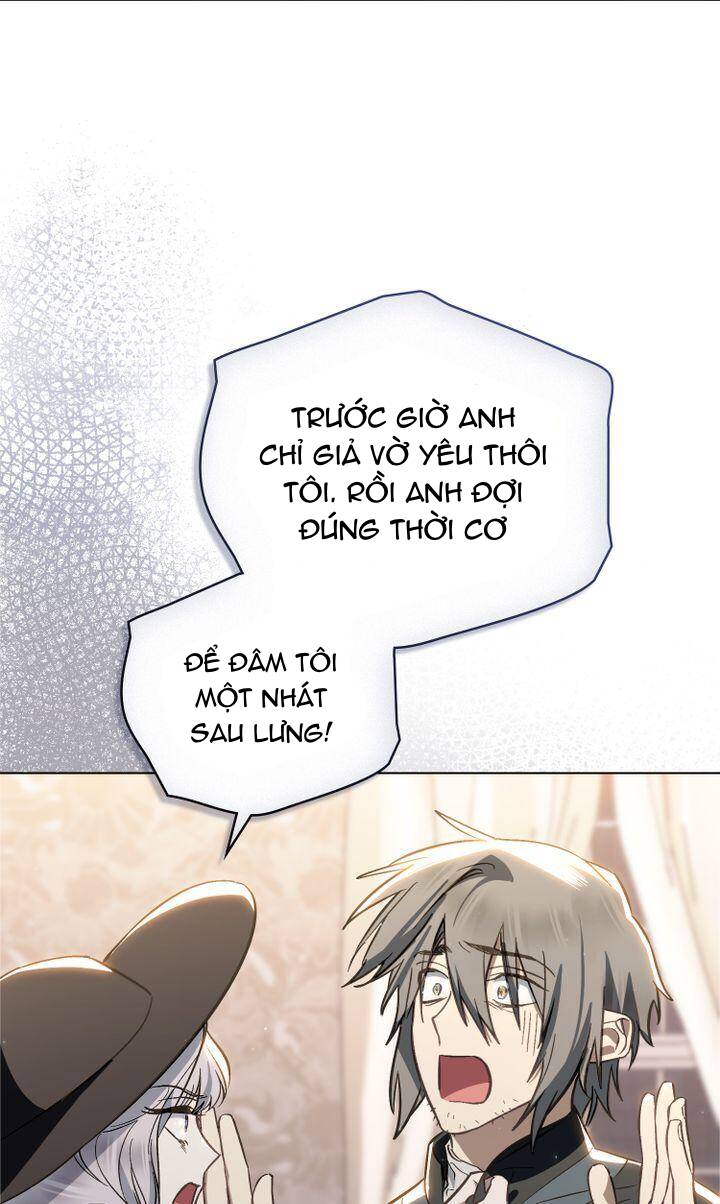 TRƯỚC GIỜ ANH
CHỈ GIẢ VỜ YÊU THÔI
TÔI. RỒI ANH ĐỢI
ĐÚNG THỜI CƠ
ĐỂ ĐÂM TÔI
MỘT NHÁT
SAU LƯNG!